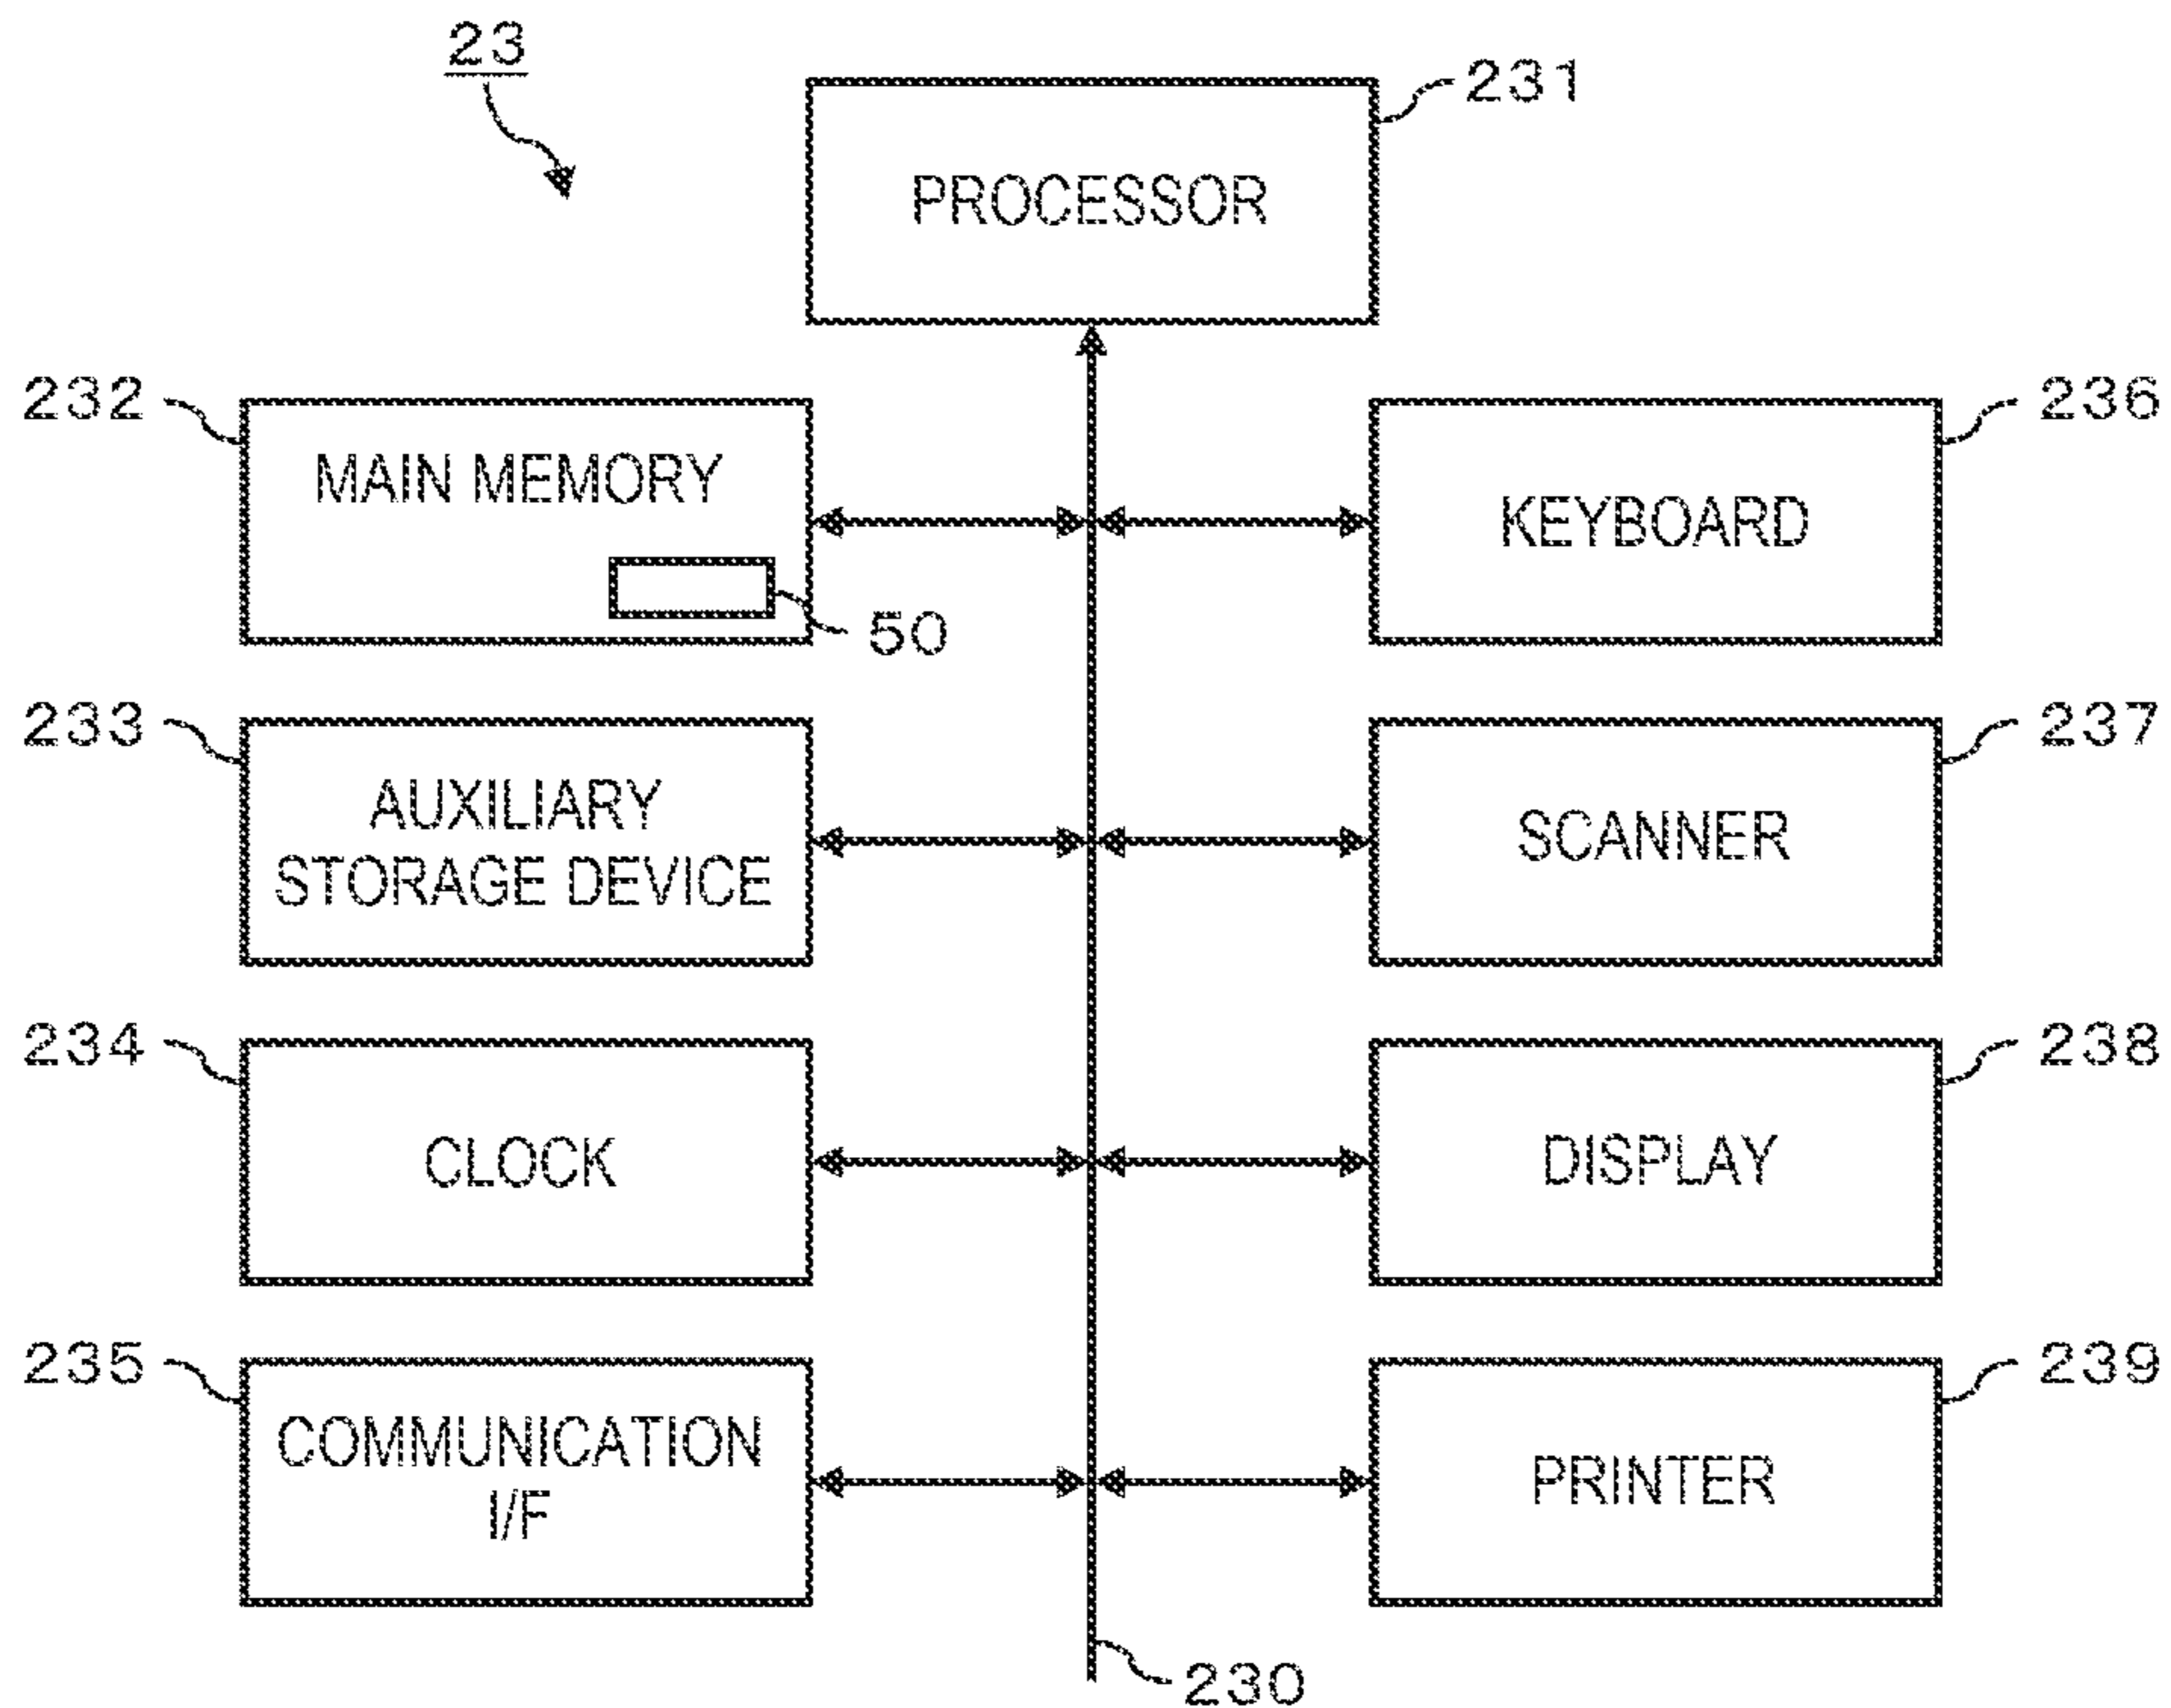 23
231
PROCESSOR
232
MAIN MEMORY
50
236
KEYBOARD
233
AUXILIARY
STORAGE DEVICE
237
SCANNER
234
CLOCK
238
DISPLAY
235
COMMUNICATION
I/F
239
PRINTER
230